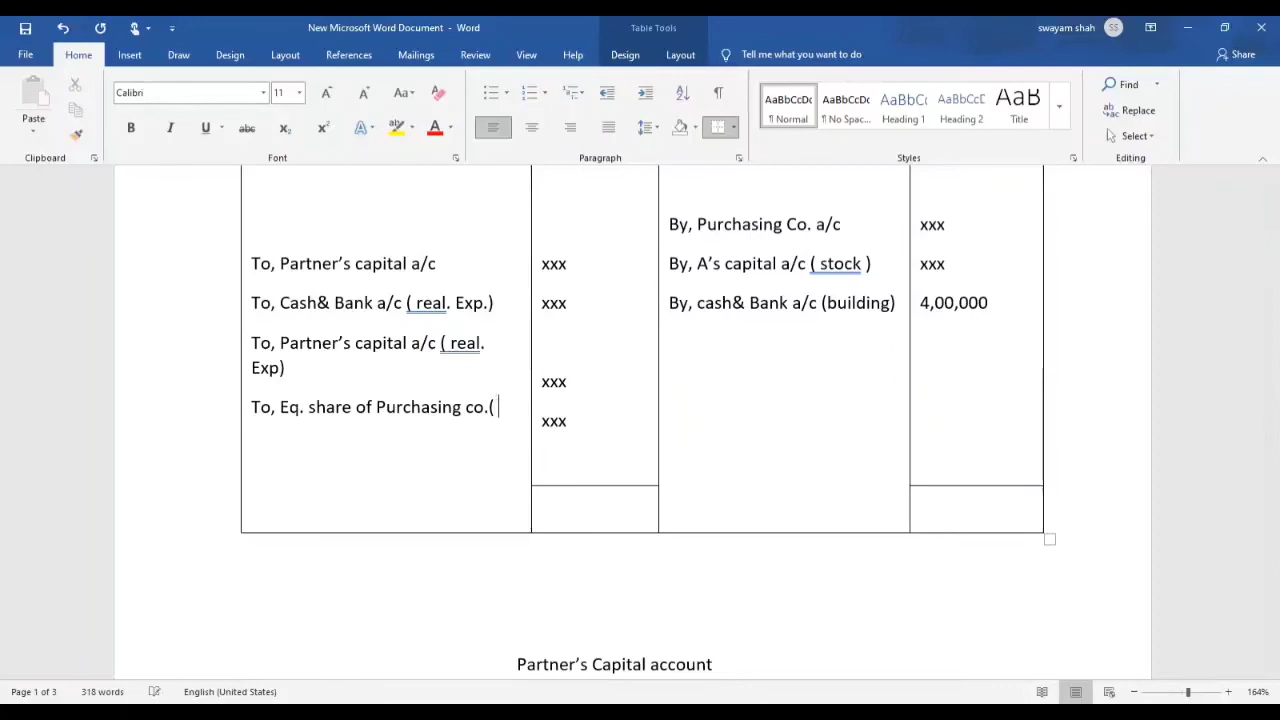 New Microsoft Word Document - Word
Table Tools
swayam shah
SS
File
Home
Insert
Draw
Design
Layout
References
Mailings
Review
View
Help
Design
Layout
Tell me what you want to do
Share
Paste
Clipboard
Calibri
11
Font
Paragraph
AaBbCcDc
¶ Normal
AaBbCcDc
¶ No Spac...
AaBbC(
Heading 1
AaBbCcD
Heading 2
AaB
Title
Styles
Find
Replace
Select
Editing
By, Purchasing Co. a/c xxx
To, Partner’s capital a/c xxx By, A’s capital a/c ( stock ) xxx
To, Cash& Bank a/c ( real. Exp.) xxx By, cash& Bank a/c (building) 4,00,000
To, Partner’s capital a/c ( real.
Exp)
xxx
To, Eq. share of Purchasing co.(
xxx
Partner’s Capital account
Page 1 of 3
318 words
English (United States)
164%